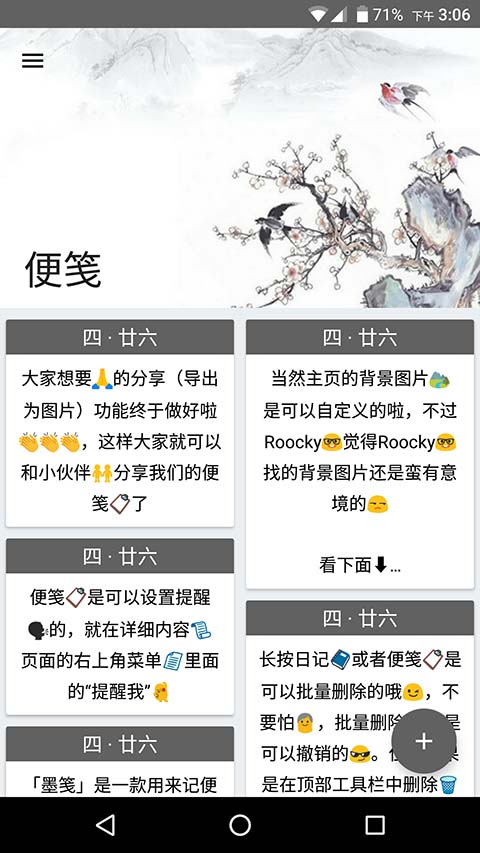 71% 下午 3:06
便笺
四 · 廿六
大家想要🙏的分享（导出
为图片）功能终于做好啦
👏👏👏，这样大家就可以
和小伙伴👬分享我们的便
笺📋了
四 · 廿六
便笺📋是可以设置提醒
🗣的，就在详细内容📜
页面的右上角菜单📰里面
的“提醒我”🙋
四 · 廿六
「墨笺」是一款用来记便
四 · 廿六
当然主页的背景图片🏞
是可以自定义的啦，不过
Roocky🤓觉得Roocky🤓
找的背景图片还是蛮有意
境的😒
看下面⬇...
四 · 廿六
长按日记📘或者便笺📋是
可以批量删除的哦😉，不
要怕👵，批量删除是
可以撤销的😎。果
是在顶部工具栏中删除🗑